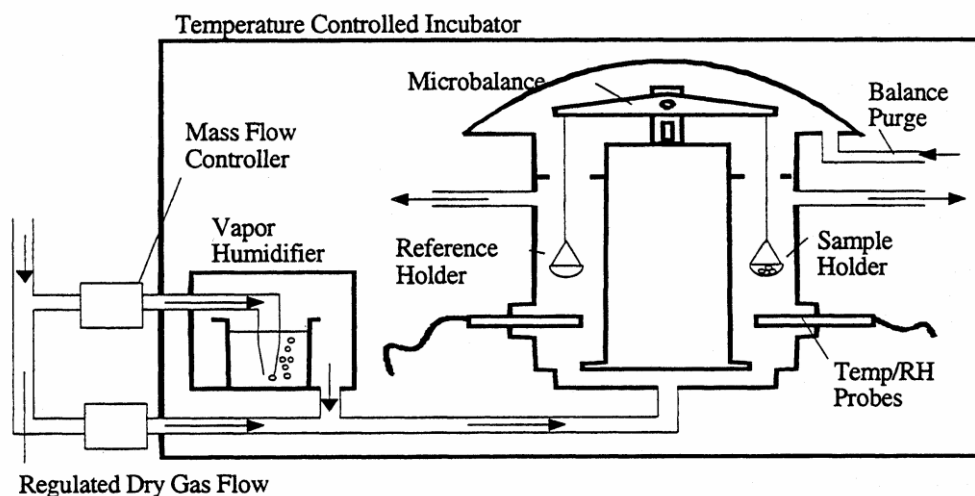 Temperature Controlled Incubator
Microbalance
Balance
Purge
Mass Flow
Controller
Vapor
Humidifier
Reference
Holder
Sample
Holder
Temp/RH
Probes
Regulated Dry Gas Flow